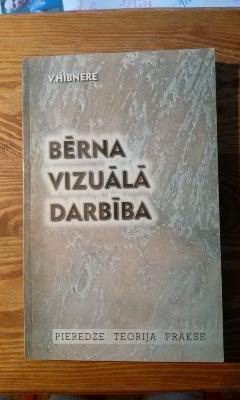 V.HIBNERE
BĒRNA
VIZUĀLĀ
DARBĪBA
PIEREDZE TEORIJA PRAKSE